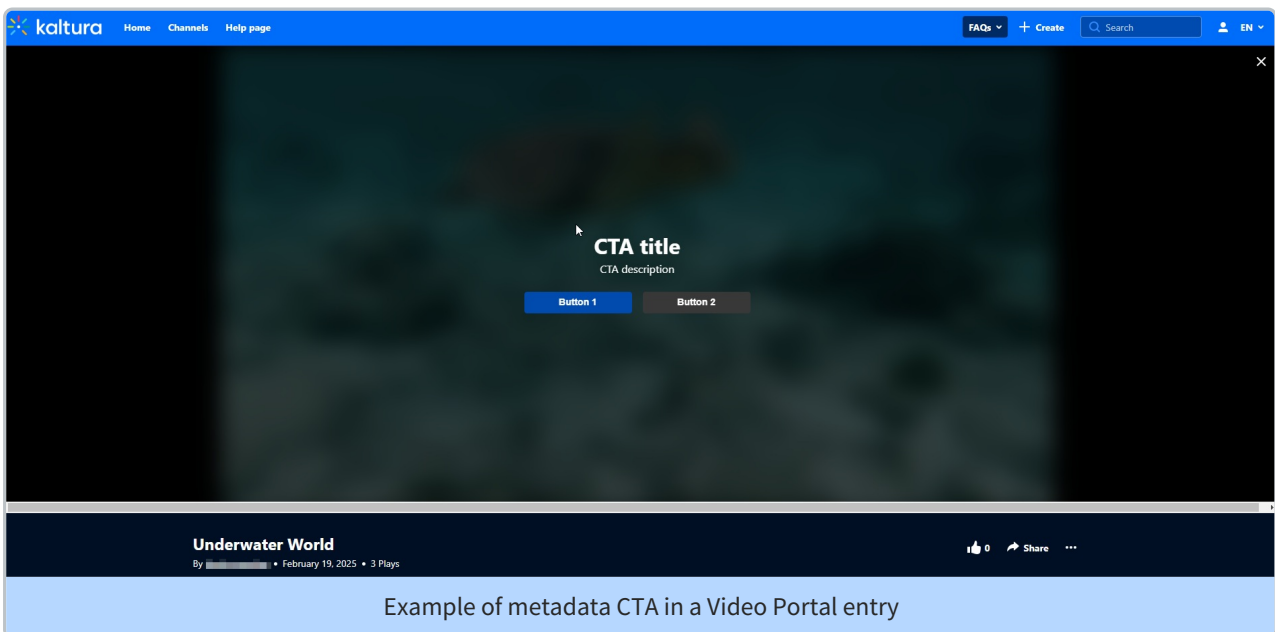 kaltura Home Channels Help page FAQs + Create Search EN
CTA title
CTA description
Button 1 Button 2
Underwater World
By • February 19, 2025 • 3 Plays
0 Share ...
Example of metadata CTA in a Video Portal entry